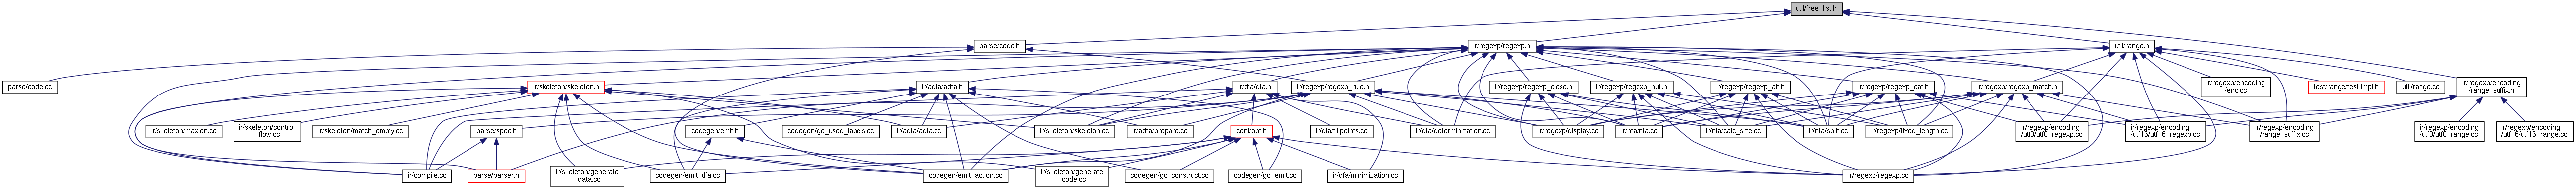 util/free_list.h
parse/code.h
ir/regexp/regexp.h
util/range.h
parse/code.cc
ir/skeleton/skeleton.h
ir/adfa/adfa.h
ir/dfa/dfa.h
ir/regexp/regexp_rule.h
ir/regexp/regexp_close.h
ir/regexp/regexp_null.h
ir/regexp/regexp_alt.h
ir/regexp/regexp_cat.h
ir/regexp/regexp_match.h
ir/regexp/encoding
/enc.cc
test/range/test-impl.h
util/range.cc
ir/regexp/encoding
/range_suffix.h
ir/skeleton/maxlen.cc
ir/skeleton/control
_flow.cc
ir/skeleton/match_empty.cc
parse/spec.h
ir/adfa/adfa.cc
codegen/emit.h
codegen/go_used_labels.cc
ir/skeleton/skeleton.cc
ir/adfa/prepare.cc
conf/opt.h
ir/dfa/fillpoints.cc
ir/dfa/determinization.cc
ir/regexp/display.cc
ir/nfa/nfa.cc
ir/nfa/calc_size.cc
ir/nfa/split.cc
ir/regexp/fixed_length.cc
ir/regexp/encoding
/utf8/utf8_regexp.cc
ir/regexp/encoding
/utf16/utf16_regexp.cc
ir/regexp/encoding
/range_suffix.cc
ir/regexp/encoding
/utf8/utf8_range.cc
ir/regexp/encoding
/utf16/utf16_range.cc
ir/compile.cc
parse/parser.h
ir/skeleton/generate
_data.cc
codegen/emit_dfa.cc
codegen/emit_action.cc
ir/skeleton/generate
_code.cc
codegen/go_construct.cc
codegen/go_emit.cc
ir/dfa/minimization.cc
ir/regexp/regexp.cc